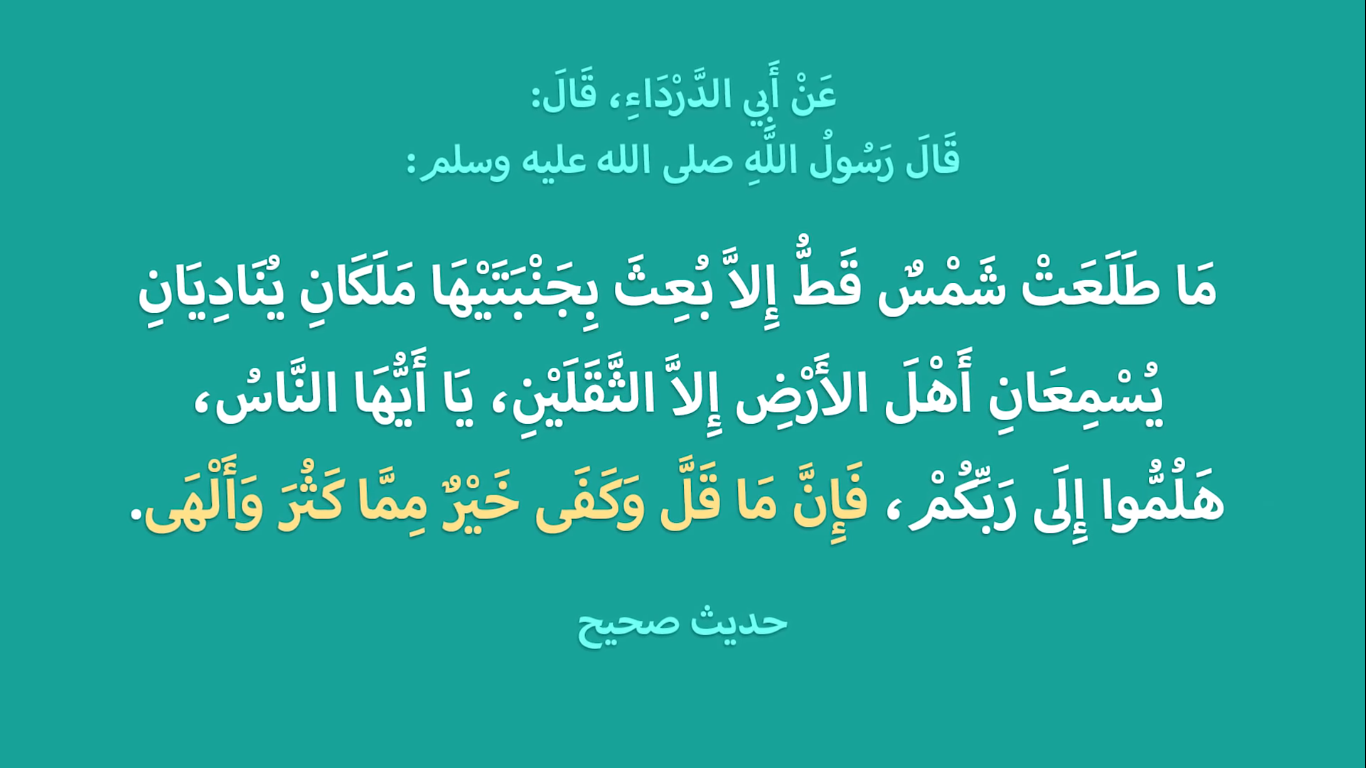 عَنْ أَبِي الدَّرْدَاءِ، قَالَ:
قَالَ رَسُولُ اللَّهِ صلى الله عليه وسلم:
مَا طَلَعَتْ شَمْسٌ قَطُّ إِلاَّ بُعِثَ بِجَنْبَتَيْهَا مَلَكَانِ يُنَادِيَانِ
يُسْمِعَانِ أَهْلَ الأَرْضِ إِلاَّ الثَّقَلَيْنِ، يَا أَيُّهَا النَّاسُ،
هَلُمُّوا إِلَى رَبِّكُمْ، فَإِنَّ مَا قَلَّ وَكَفَى خَيْرٌ مِمَّا كَثُرَ وَأَلْهَى.
حديث صحيح